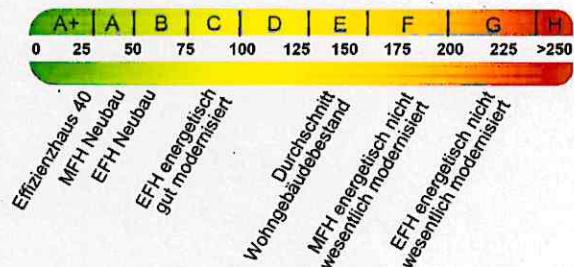 A+ A B C D E F G H
0 25 50 75 100 125 150 175 200 225 >250
Effizienzhaus 40
MFH Neubau
EFH Neubau
EFH energetisch
gut modernisiert
Durchschnitt
Wohngebäudebestand
MFH energetisch nicht
wesentlich modernisiert
EFH energetisch nicht
wesentlich modernisiert